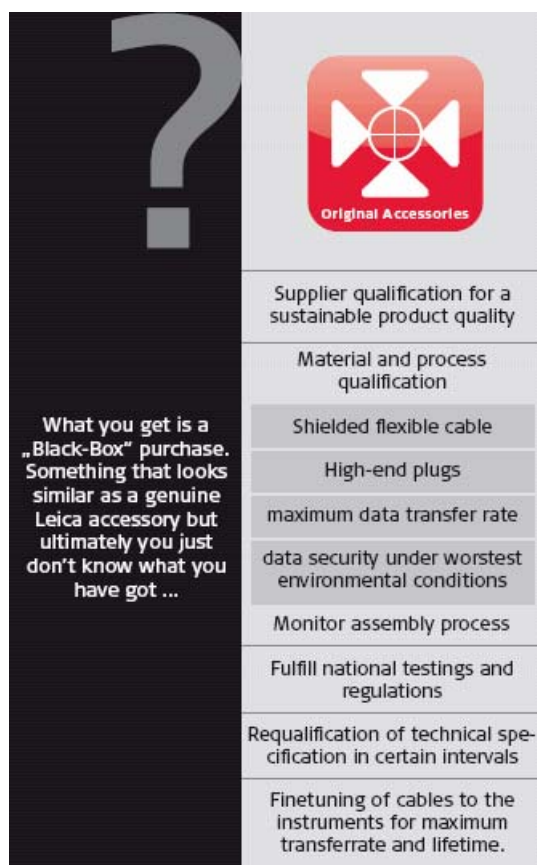 ?
What you get is a
„Black-Box" purchase.
Something that looks
similar as a genuine
Leica accessory but
ultimately you just
don't know what you
have got ...
Original Accessories
Supplier qualification for a
sustainable product quality
Material and process
qualification
Shielded flexible cable
High-end plugs
maximum data transfer rate
data security under worstest
environmental conditions
Monitor assembly process
Fulfill national testings and
regulations
Requalification of technical spe-
cification in certain intervals
Finetuning of cables to the
instruments for maximum
transferrate and lifetime.